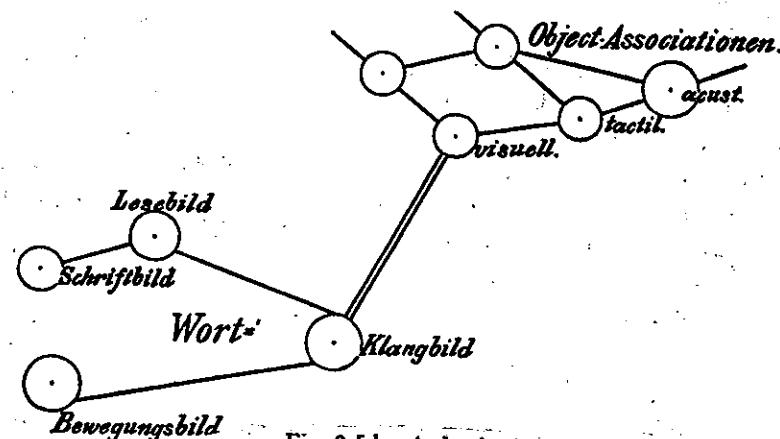 Object-Associationen.
acust.
tactil.
visuell.
Lesebild
Schriftbild
Wort=
Klangbild
Bewegungsbild